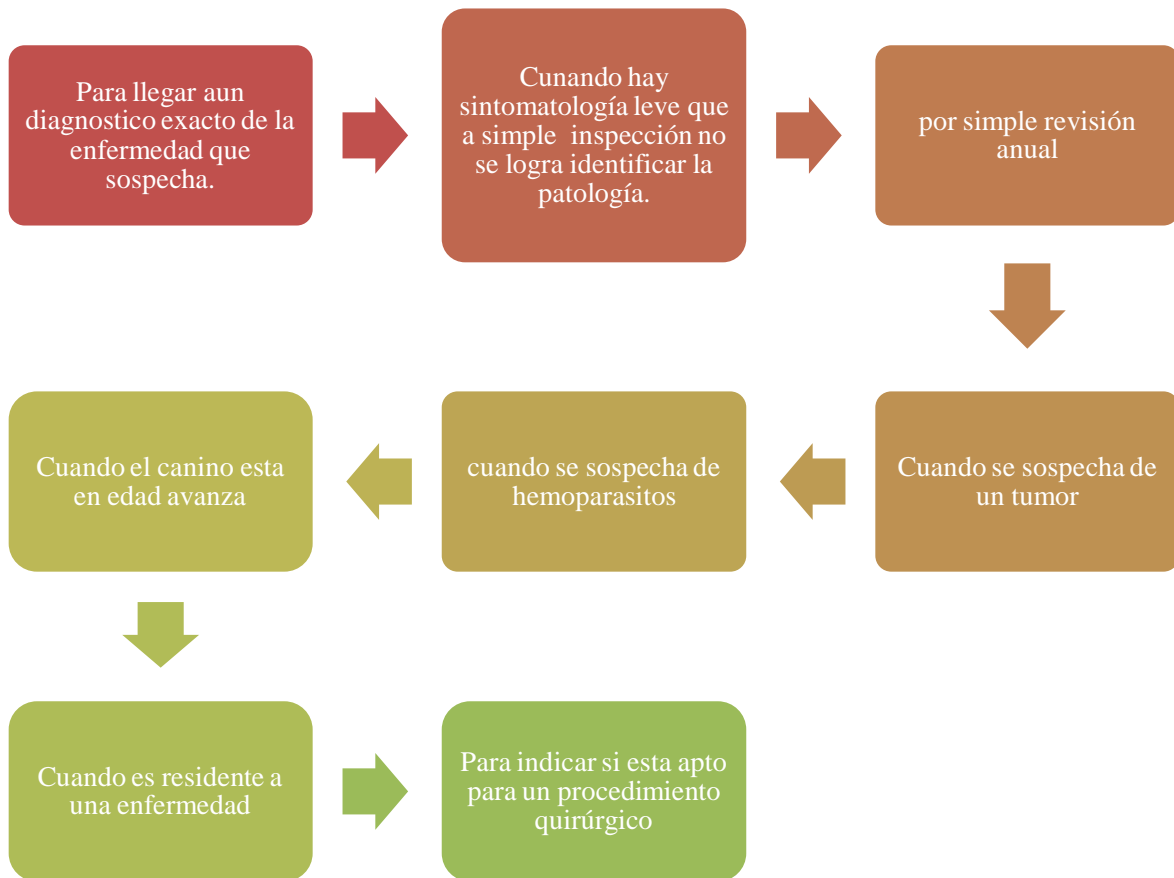 Para llegar aun
diagnostico exacto de la
enfermedad que
sospecha.
Cunando hay
sintomatología leve que
a simple inspección no
se logra identificar la
patología.
por simple revisión
anual
Cuando se sospecha de
un tumor
cuando se sospecha de
hemoparasitos
Cuando el canino esta
en edad avanza
Cuando es residente a
una enfermedad
Para indicar si esta apto
para un procedimiento
quirúrgico